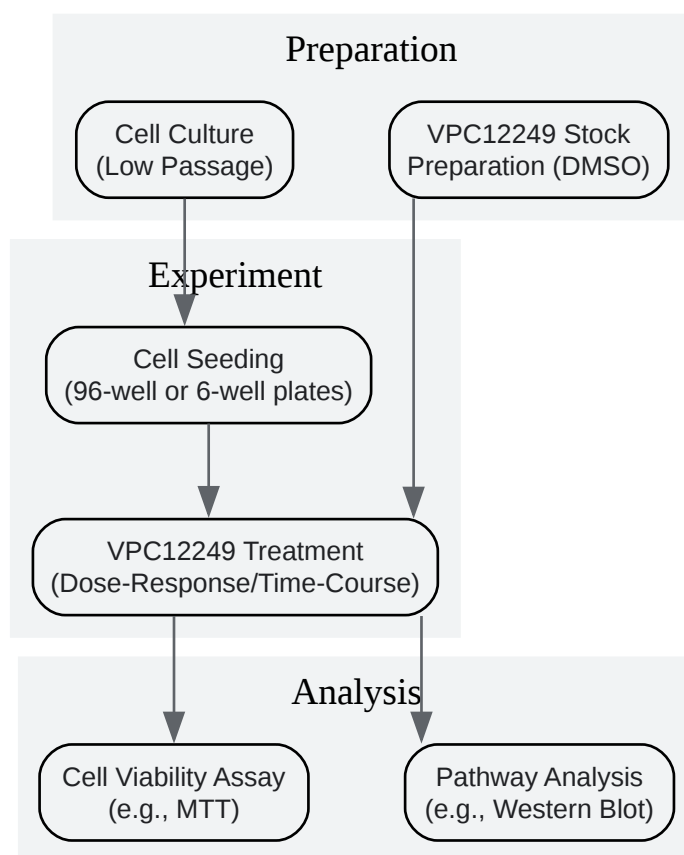 Preparation
Cell Culture
(Low Passage)
VPC12249 Stock
Preparation (DMSO)
Experiment
Cell Seeding
(96-well or 6-well plates)
VPC12249 Treatment
(Dose-Response/Time-Course)
Analysis
Cell Viability Assay
(e.g., MTT)
Pathway Analysis
(e.g., Western Blot)